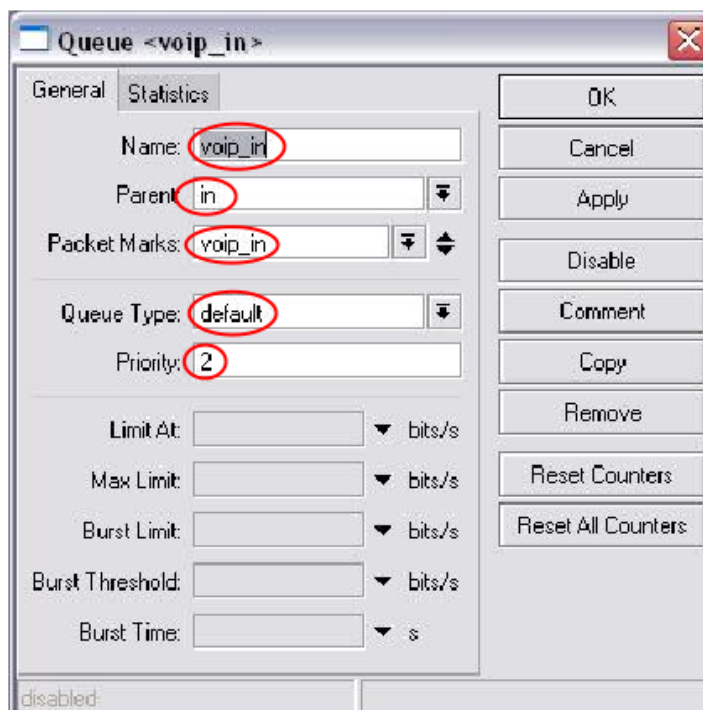 Queue <voip_in>
General Statistics
Name: voip_in
Parent: in
Packet Marks: voip_in
Queue Type: default
Priority: 2
Limit At: bits/s
Max Limit: bits/s
Burst Limit: bits/s
Burst Threshold: bits/s
Burst Time: s
OK
Cancel
Apply
Disable
Comment
Copy
Remove
Reset Counters
Reset All Counters
disabled